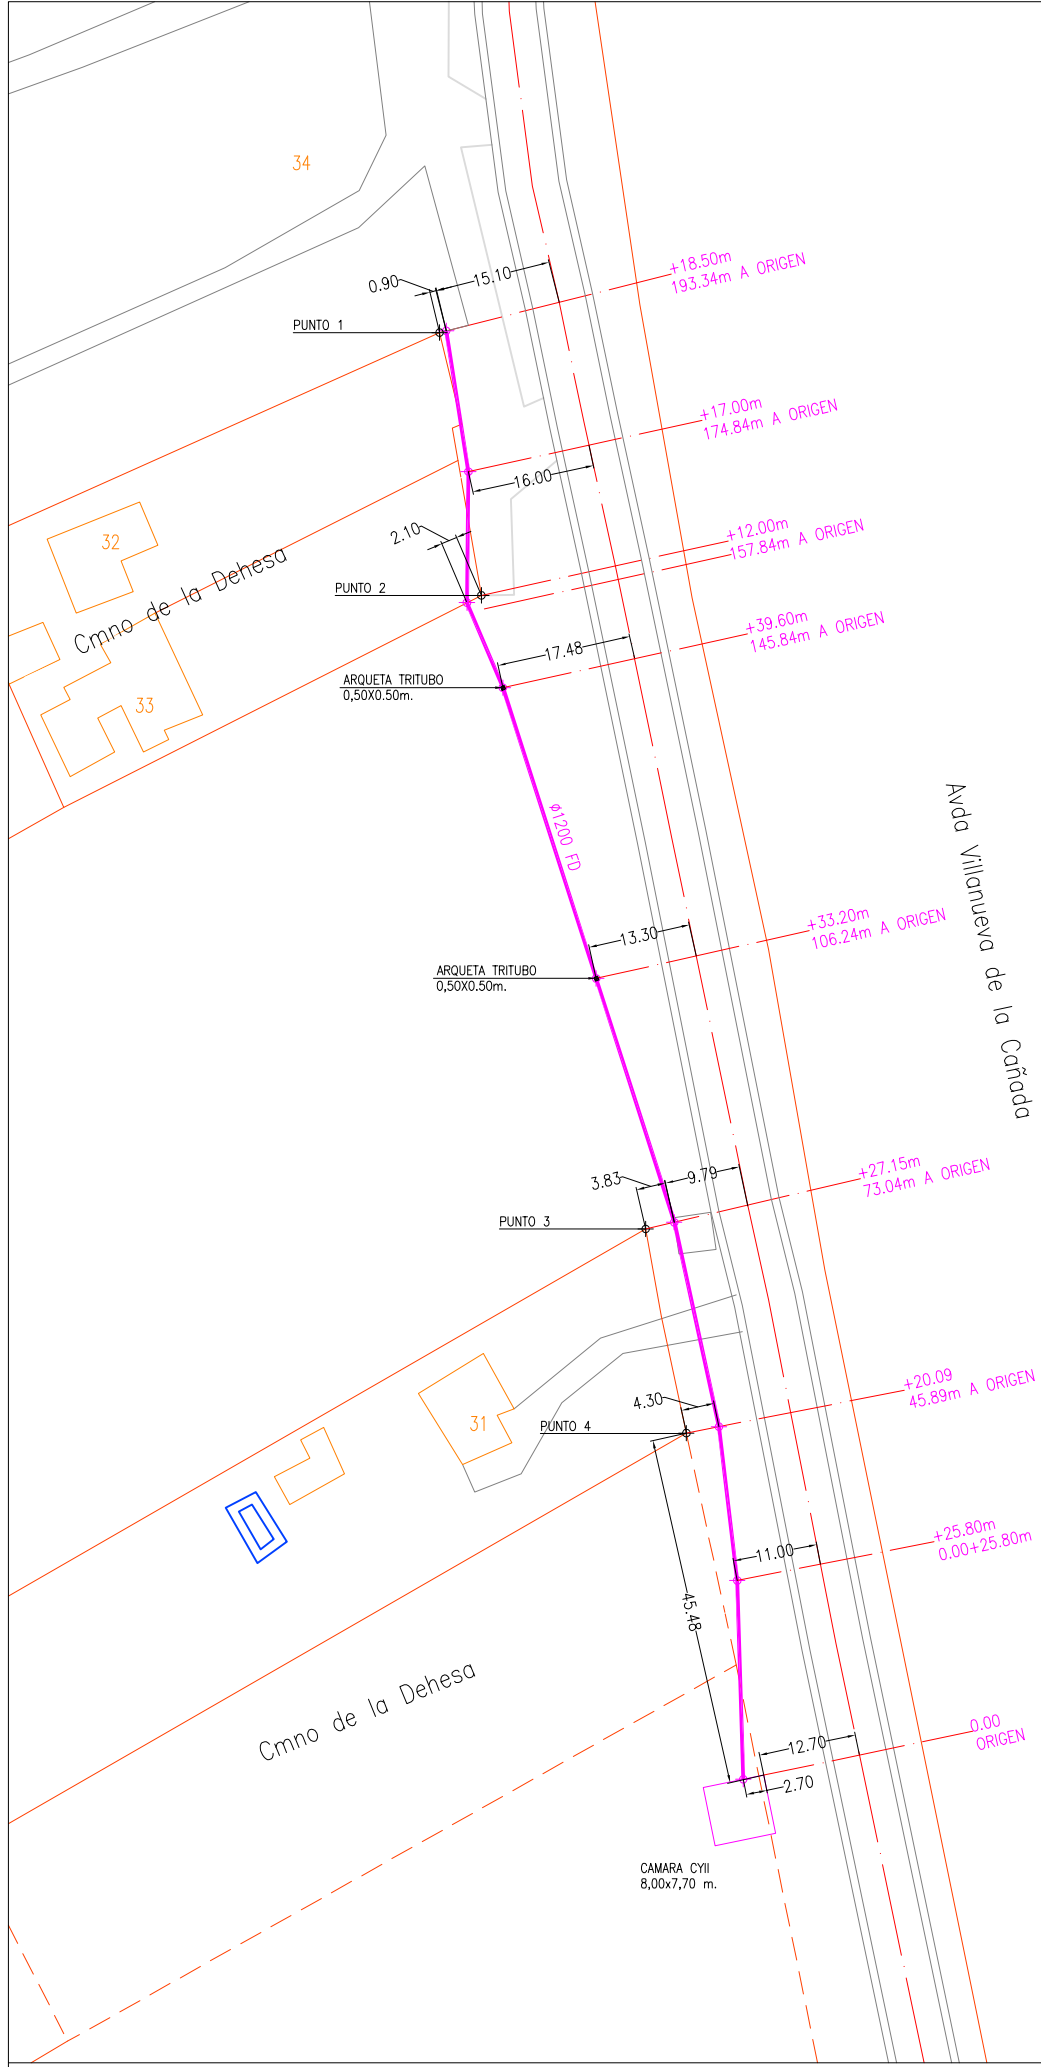 34
+18.50m
193.34m A ORIGEN
0.90
15.10
PUNTO 1
+17.00m
174.84m A ORIGEN
16.00
32
2.10
+12.00m
157.84m A ORIGEN
Cmno de la Dehesa
PUNTO 2
+39.60m
145.84m A ORIGEN
17.48
ARQUETA TRITUBO
0,50X0.50m.
33
ø1200 FD
Avda Villanueva de la Cañada
+33.20m
106.24m A ORIGEN
13.30
ARQUETA TRITUBO
0,50X0.50m.
+27.15m
73.04m A ORIGEN
3.83
9.79
PUNTO 3
+20.09
45.89m A ORIGEN
4.30
31
PUNTO 4
+25.80m
0.00+25.80m
11.00
45.48
Cmno de la Dehesa
0.00
ORIGEN
12.70
2.70
CAMARA CYII
8,00x7,70 m.